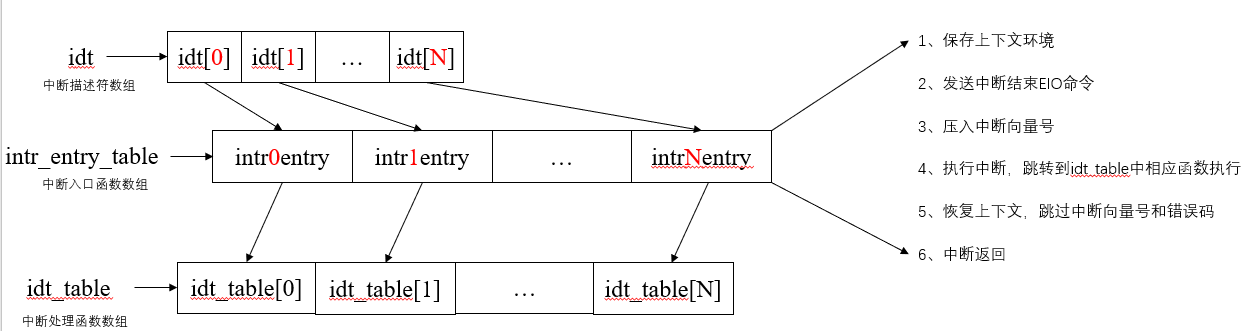 idt
中断描述符数组
idt[0] idt[1] … idt[N]
intr_entry_table
中断入口函数数组
intr0entry intr1entry … intrNentry
idt_table
中断处理函数数组
idt_table[0] idt_table[1] … idt_table[N]
1、保存上下文环境
2、发送中断结束EIO命令
3、压入中断向量号
4、执行中断，跳转到idt_table中相应函数执行
5、恢复上下文，跳过中断向量号和错误码
6、中断返回